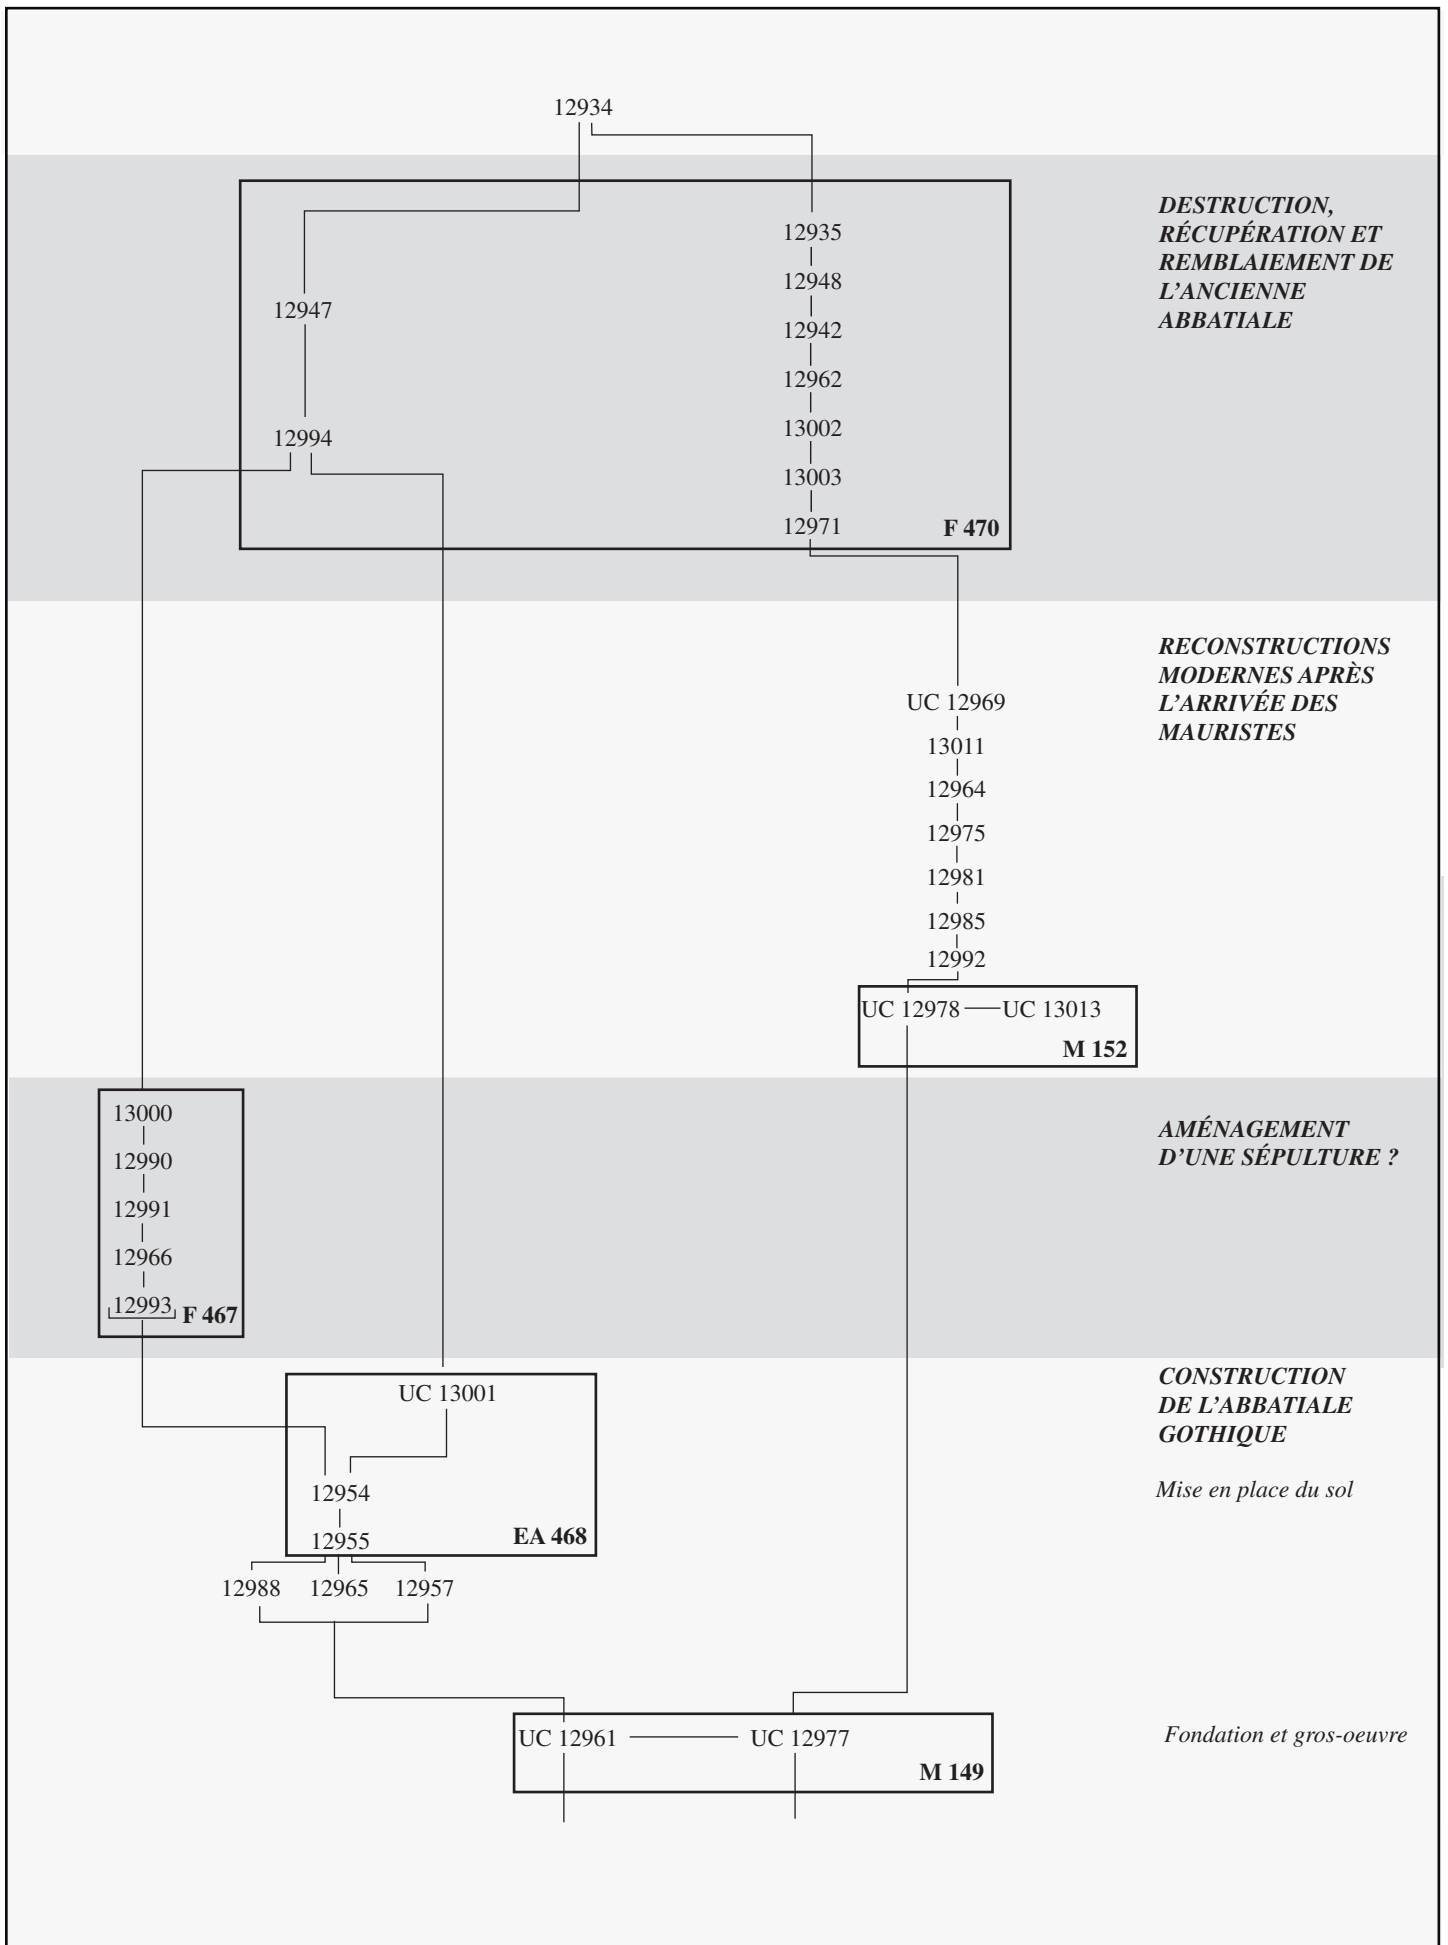 12934
DESTRUCTION,
RÉCUPÉRATION ET
REMBLAIEMENT DE
L'ANCIENNE
ABBATIALE
12947
12994
12935
12948
12942
12962
13002
13003
12971
F 470
RECONSTRUCTIONS
MODERNES APRÈS
L'ARRIVÉE DES
MAURISTES
UC 12969
13011
12964
12975
12981
12985
12992
UC 12978 UC 13013
M 152
AMÉNAGEMENT
D'UNE SÉPULTURE ?
13000
12990
12991
12966
12993
F 467
CONSTRUCTION
DE L'ABBATIALE
GOTHIQUE
Mise en place du sol
UC 13001
12954
12955
EA 468
12988 12965 12957
Fondation et gros-oeuvre
UC 12961 UC 12977
M 149